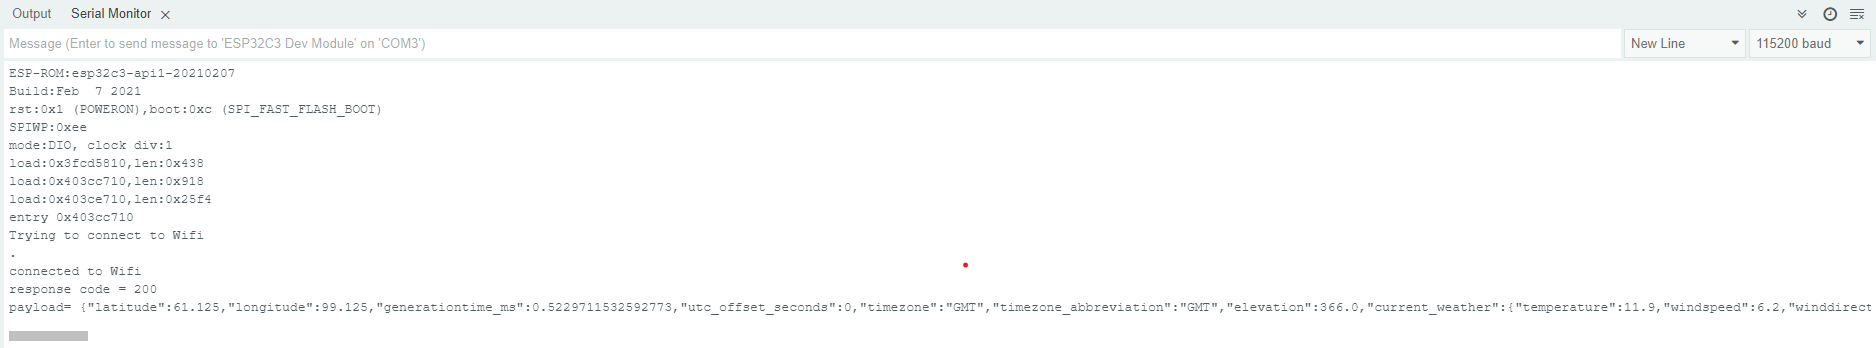 Output Serial Monitor
Message (Enter to send message to 'ESP32C3 Dev Module' on 'COM3') New Line 115200 baud
ESP-ROM:esp32c3-api1-20210207
Build:Feb  7 2021
rst:0x1 (POWERON),boot:0xc (SPI_FAST_FLASH_BOOT)
SPIWP:0xee
mode:DIO, clock div:1
load:0x3fcd5810,len:0x438
load:0x403cc710,len:0x918
load:0x403ce710,len:0x25f4
entry 0x403cc710
Trying to connect to Wifi
.
connected to Wifi
response code = 200
payload= {"latitude":61.125,"longitude":99.125,"generationtime_ms":0.5229711532592773,"utc_offset_seconds":0,"timezone":"GMT","timezone_abbreviation":"GMT","elevation":366.0,"current_weather":{"temperature":11.9,"windspeed":6.2,"winddirect